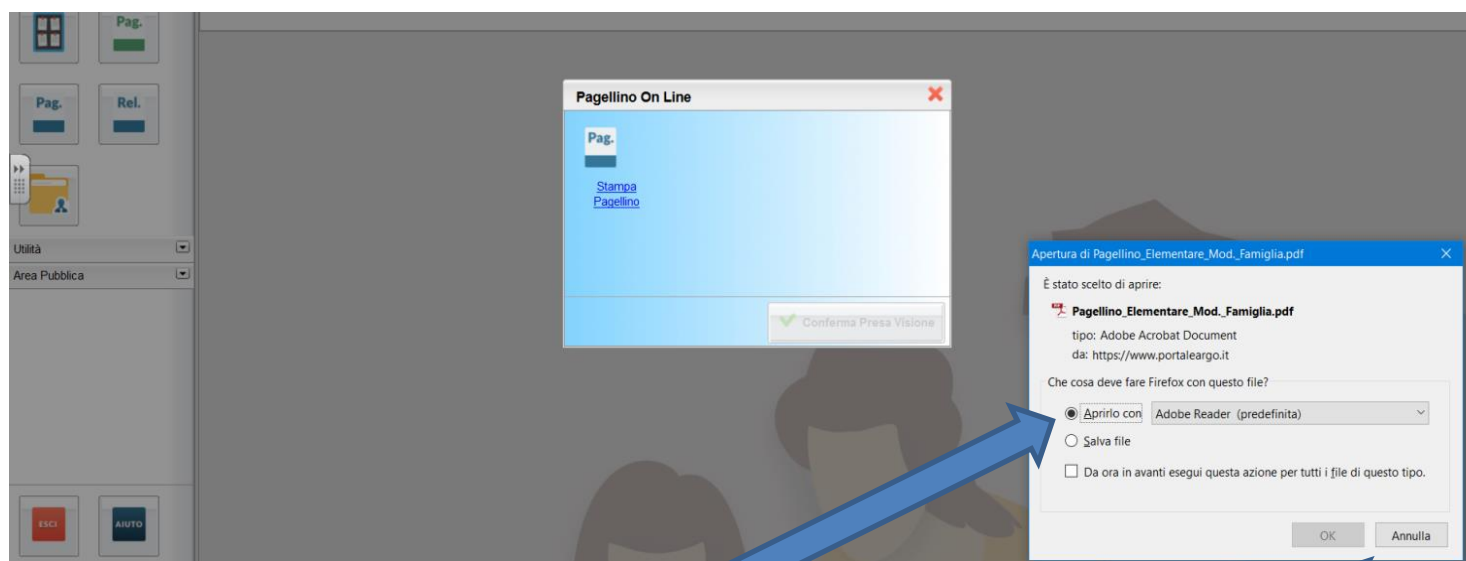 Pag.
Pag.
Rel.
Utilità
Area Pubblica
ESCI
AIUTO
Pagellino On Line
Pag.
Stampa
Pagellino
Conferma Presa Visione
Apertura di Pagellino_Elementare_Mod._Famiglia.pdf
È stato scelto di aprire:
Pagellino_Elementare_Mod._Famiglia.pdf
tipo: Adobe Acrobat Document
da: https://www.portaleargo.it
Che cosa deve fare Firefox con questo file?
Aprirlo con Adobe Reader (predefinita)
Salva file
Da ora in avanti esegui questa azione per tutti i file di questo tipo.
OK Annulla